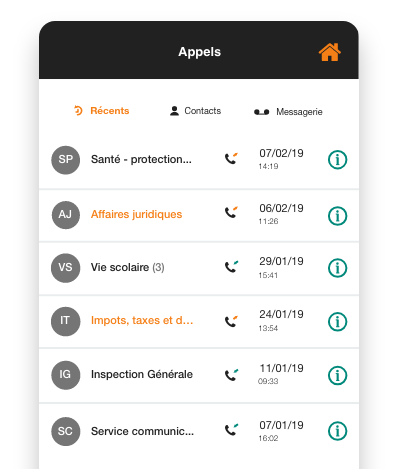 Appels
Récents Contacts Messagerie
SP Santé - protection... 07/02/19
14:19
AJ Affaires juridiques 06/02/19
11:26
VS Vie scolaire (3) 29/01/19
15:41
IT Impots, taxes et d... 24/01/19
13:54
IG Inspection Générale 11/01/19
09:33
SC Service communic... 07/01/19
16:02